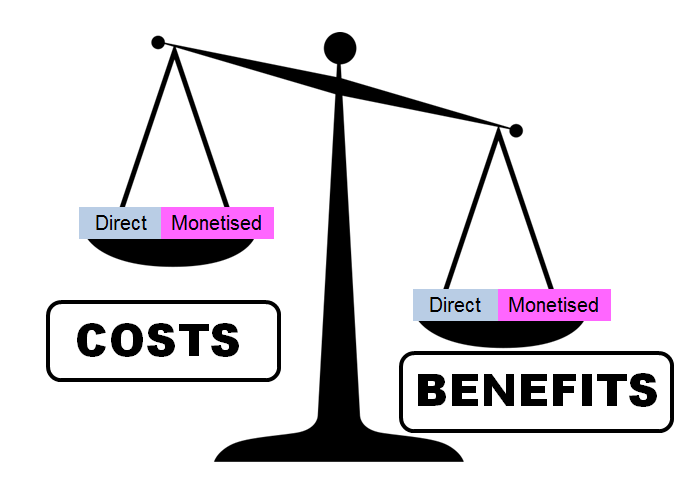 Direct Monetised
COSTS
Direct Monetised
BENEFITS